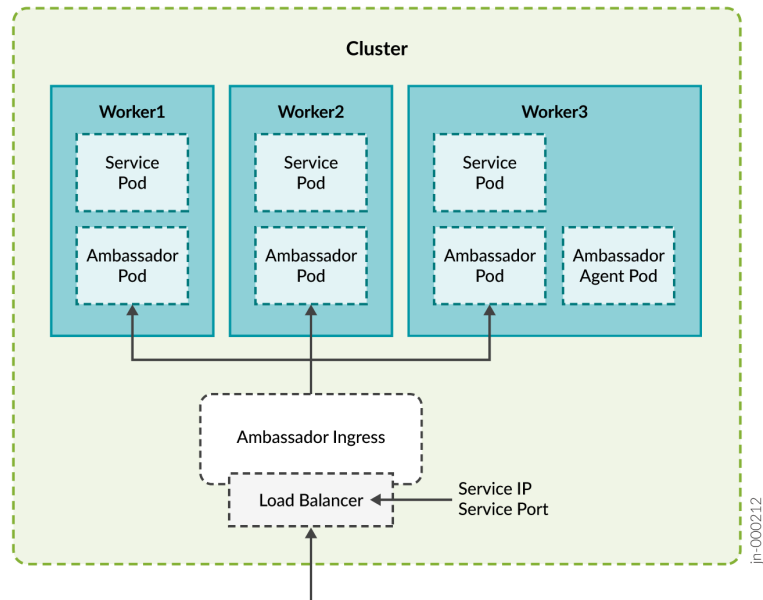 Cluster
Worker1
Worker2
Worker3
Service
Pod
Service
Pod
Service
Pod
Ambassador
Pod
Ambassador
Pod
Ambassador
Pod
Ambassador
Agent Pod
Ambassador Ingress
Load Balancer
Service IP
Service Port
jn-000212